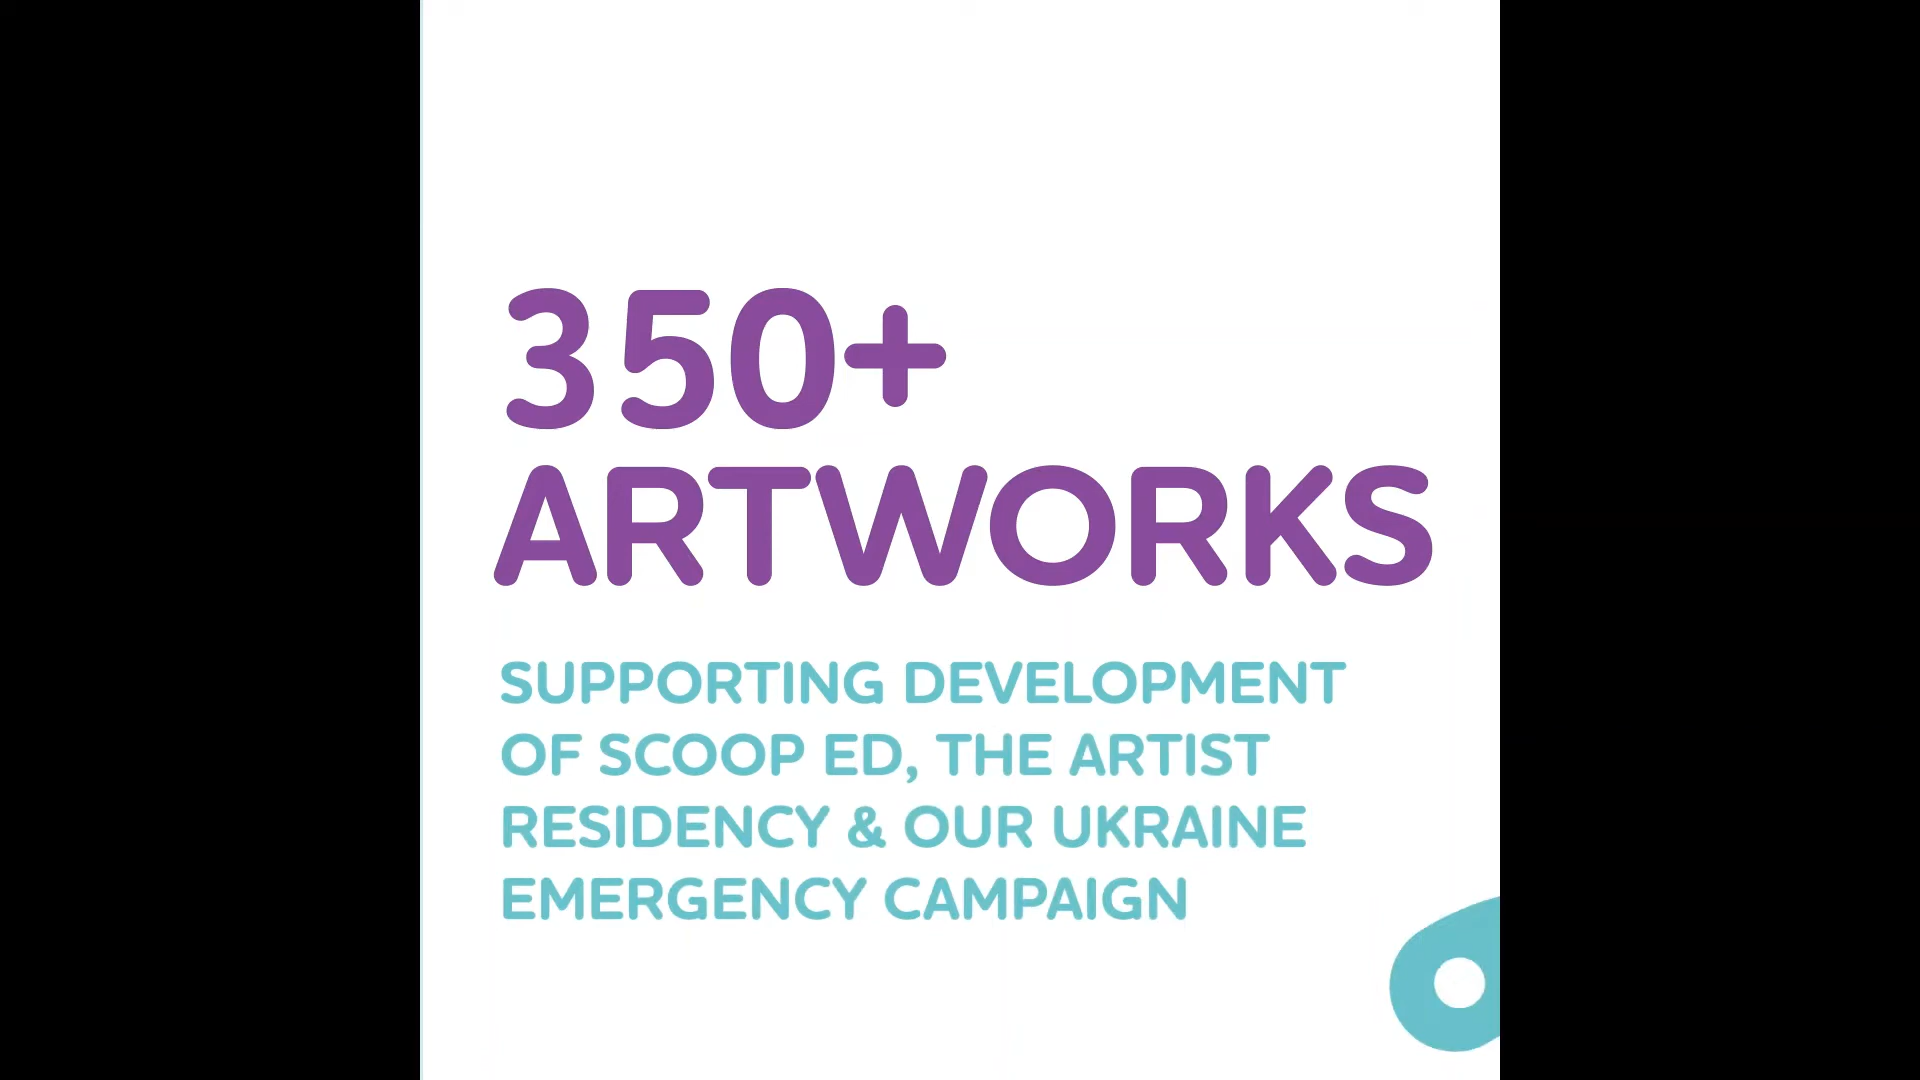 350+
ARTWORKS
SUPPORTING DEVELOPMENT
OF SCOOP ED, THE ARTIST
RESIDENCY & OUR UKRAINE
EMERGENCY CAMPAIGN